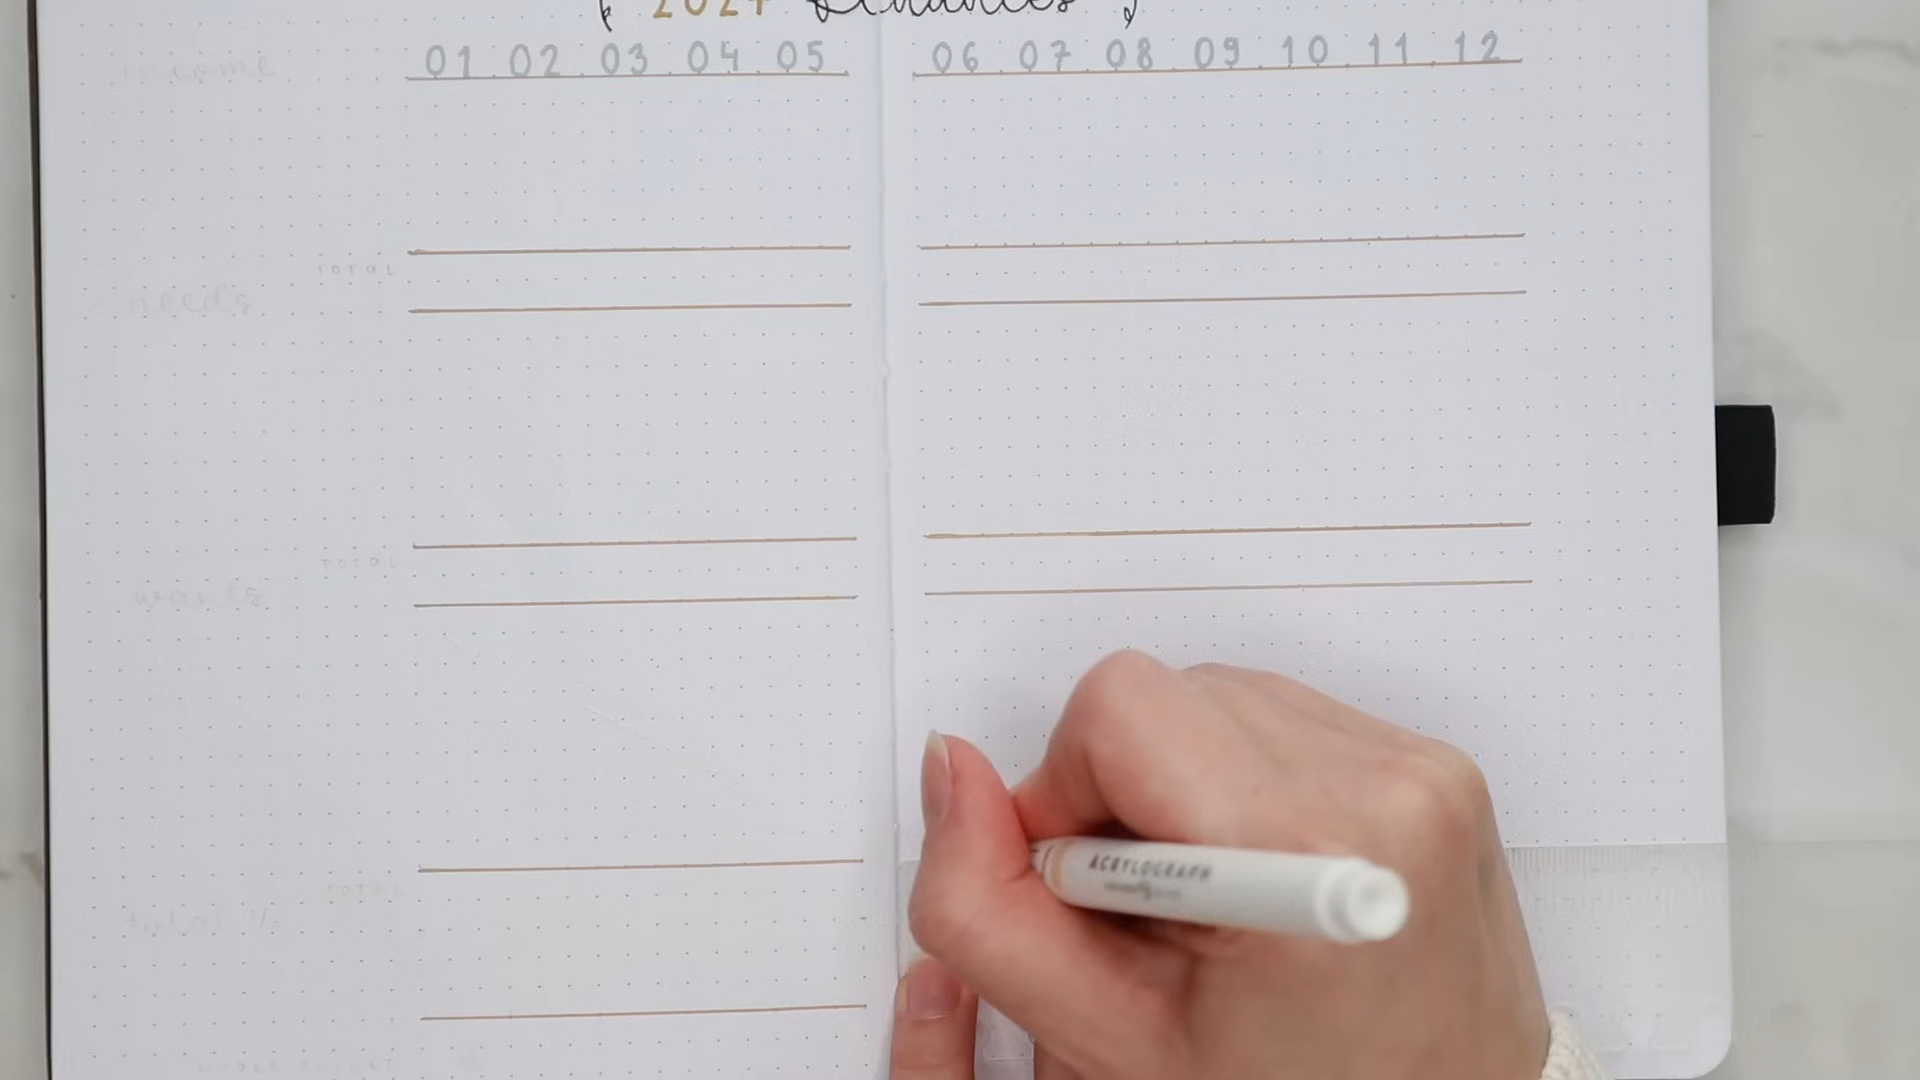 2024 finances
income 01 02 03 04 05 06 07 08 09 10 11 12
TOTAL
needs
TOTAL
wants
TOTAL
total %
ACRYLOGRAPH